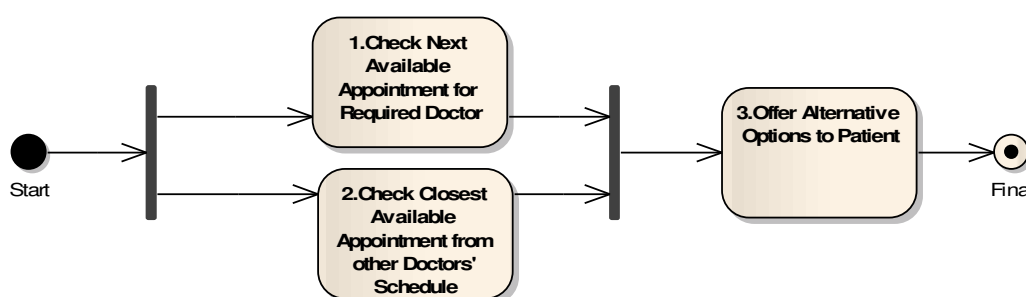 Start
1.Check Next
Available
Appointment for
Required Doctor
2.Check Closest
Available
Appointment from
other Doctors'
Schedule
3.Offer Alternative
Options to Patient
Fina